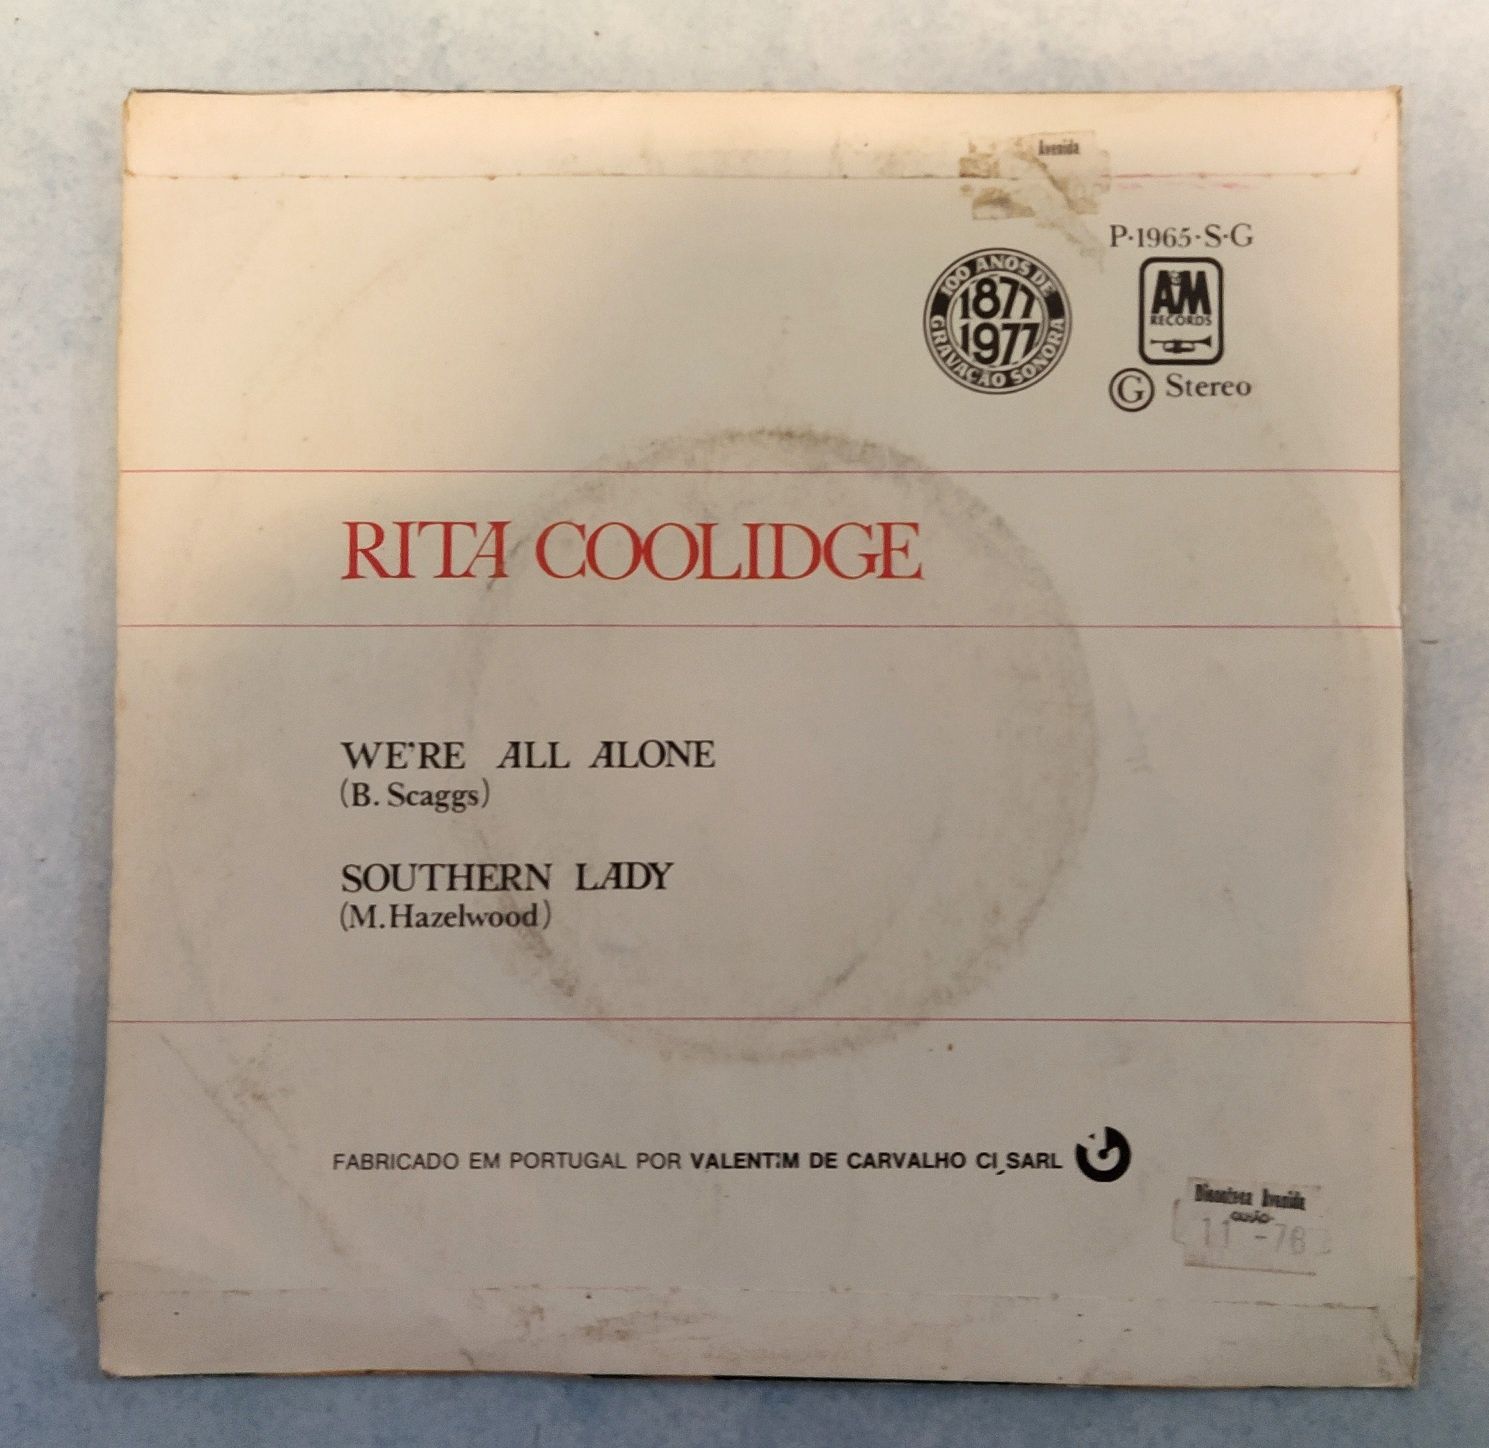 Avenida
P·1965·S·G
100 ANOS DE
1877
1977
GRAVAÇÃO SONORA
A&M
RECORDS
G Stereo
RITA COOLIDGE
WE'RE ALL ALONE
(B. Scaggs)
SOUTHERN LADY
(M. Hazelwood)
FABRICADO EM PORTUGAL POR VALENTIM DE CARVALHO CI, SARL
Discoteca Avenida
11 -78